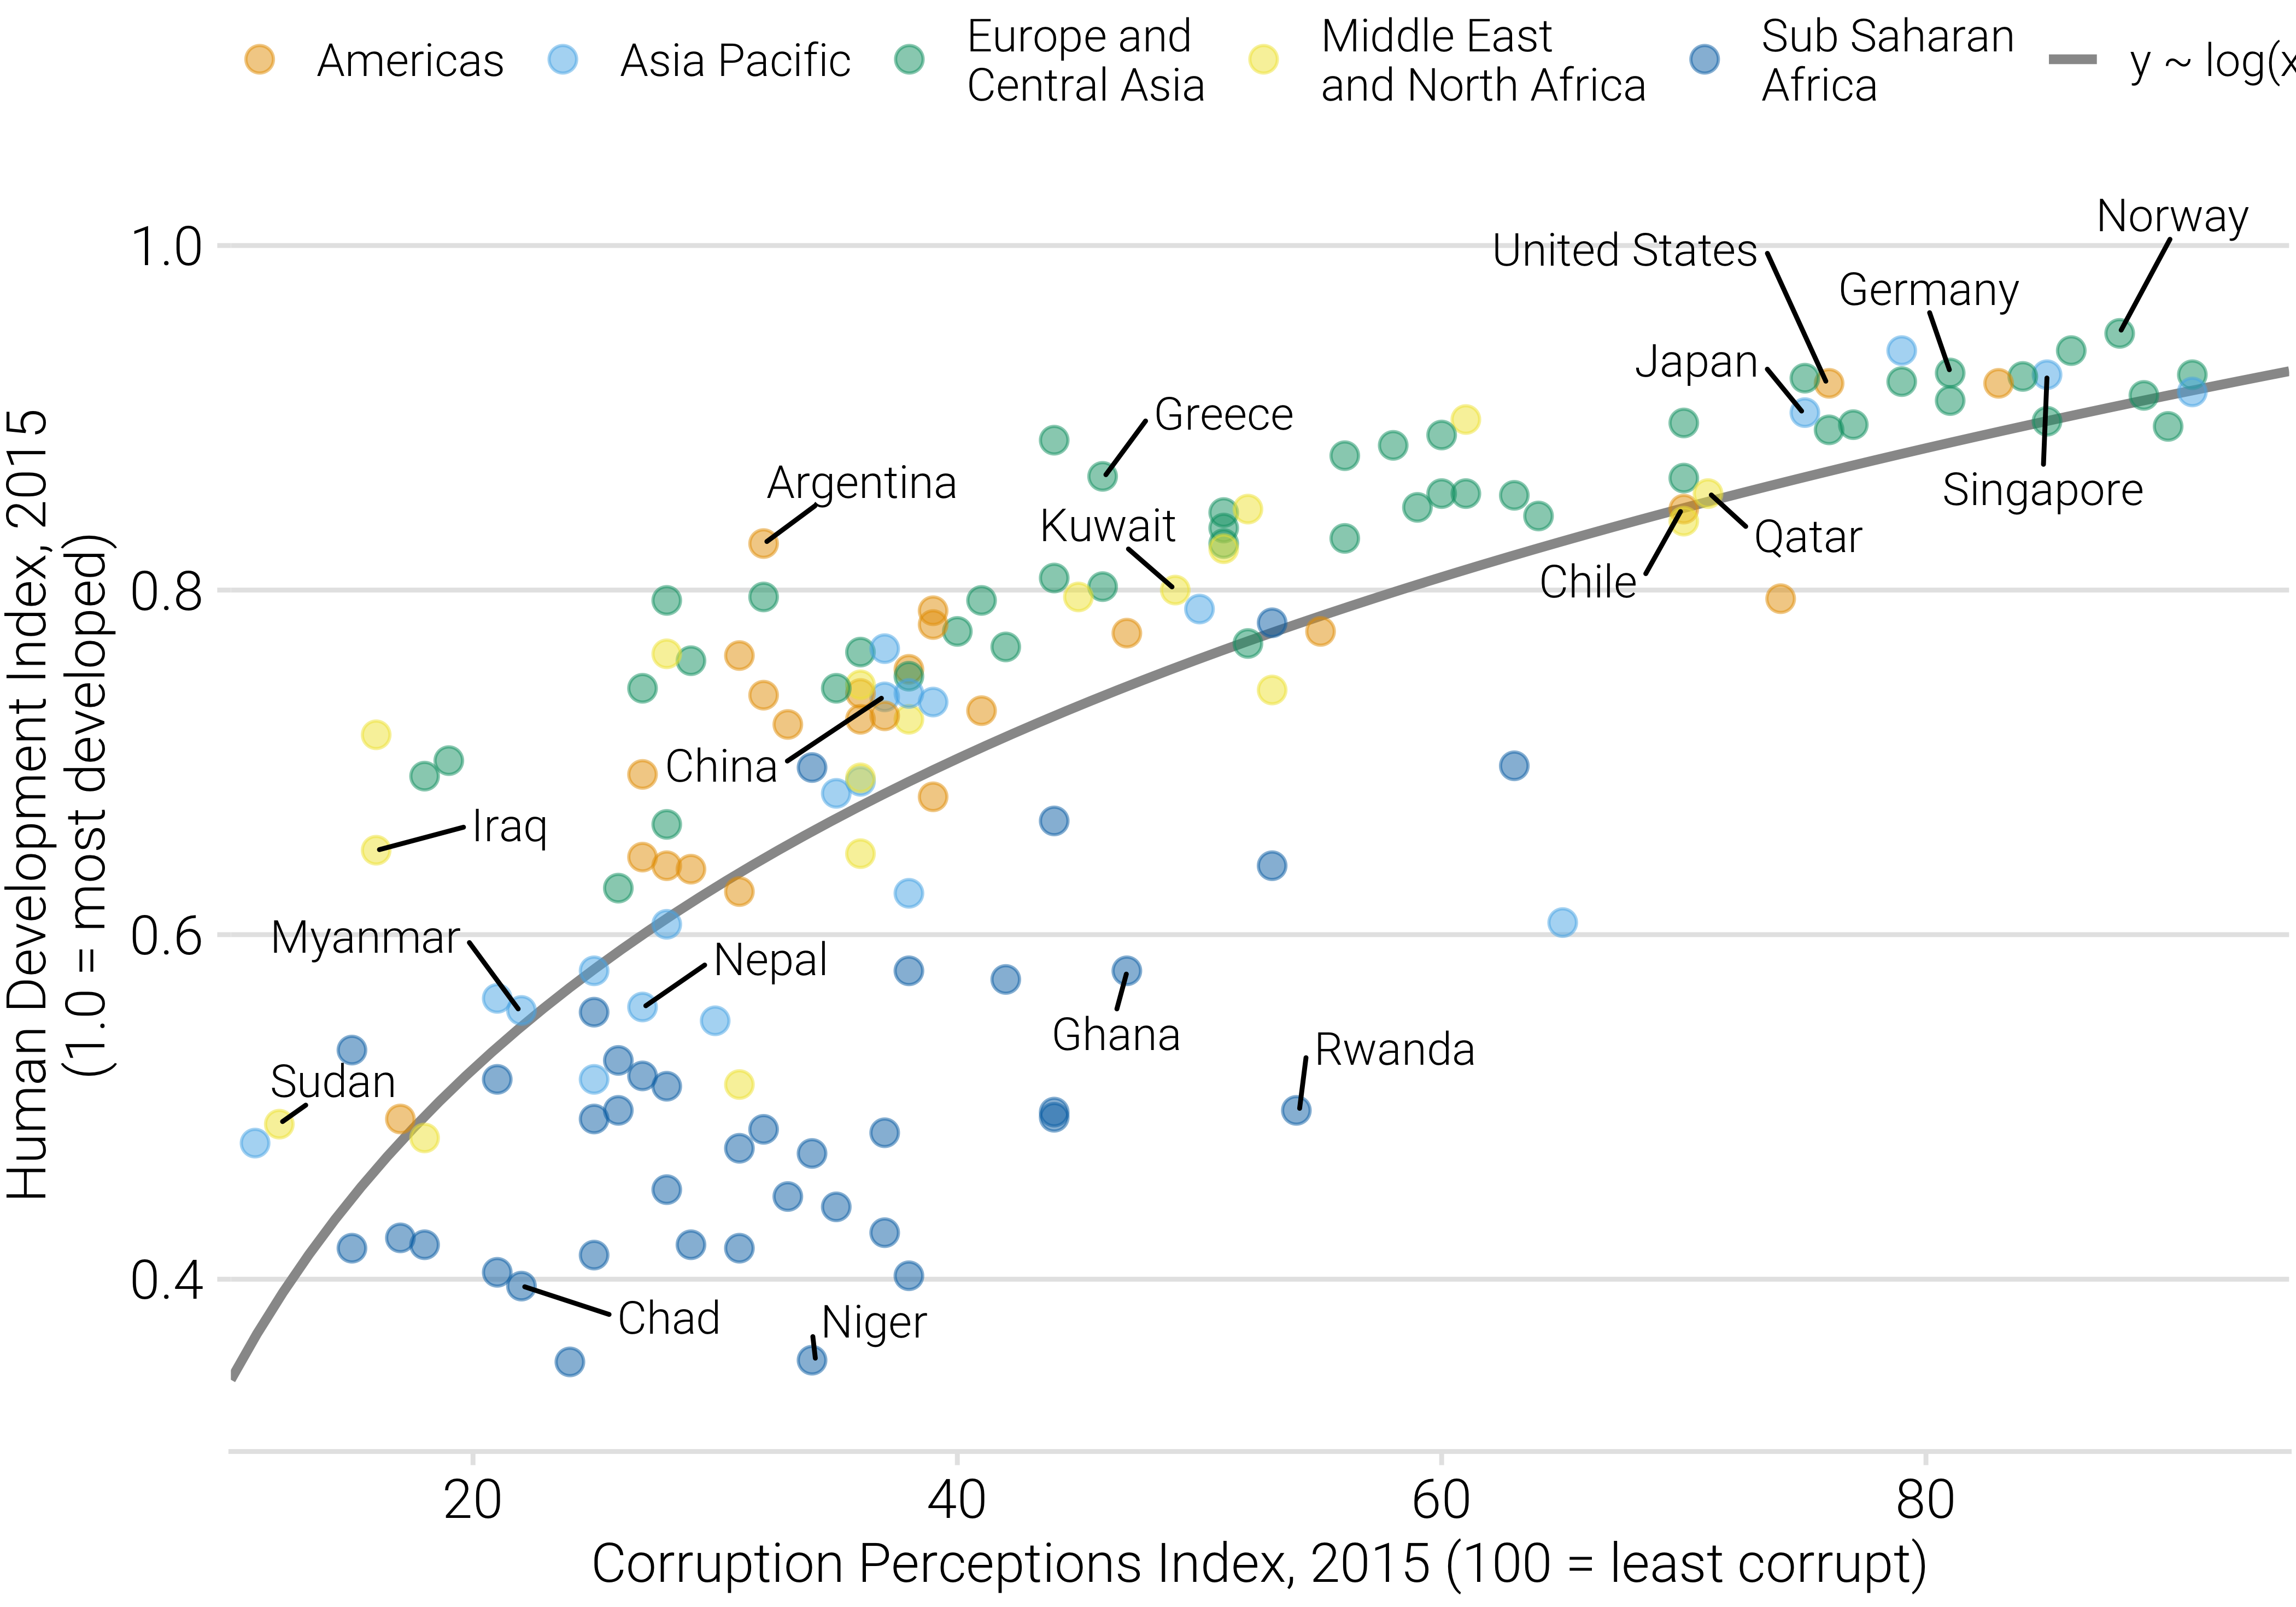 Americas
Asia Pacific
Europe and
Central Asia
Middle East
and North Africa
Sub Saharan
Africa
y ~ log(x
Human Development Index, 2015
(1.0 = most developed)
1.0
0.8
0.6
0.4
Norway
United States
Germany
Japan
Greece
Argentina
Singapore
Kuwait
Qatar
Chile
China
Iraq
Myanmar
Nepal
Ghana
Rwanda
Sudan
Chad
Niger
20
40
60
80
Corruption Perceptions Index, 2015 (100 = least corrupt)